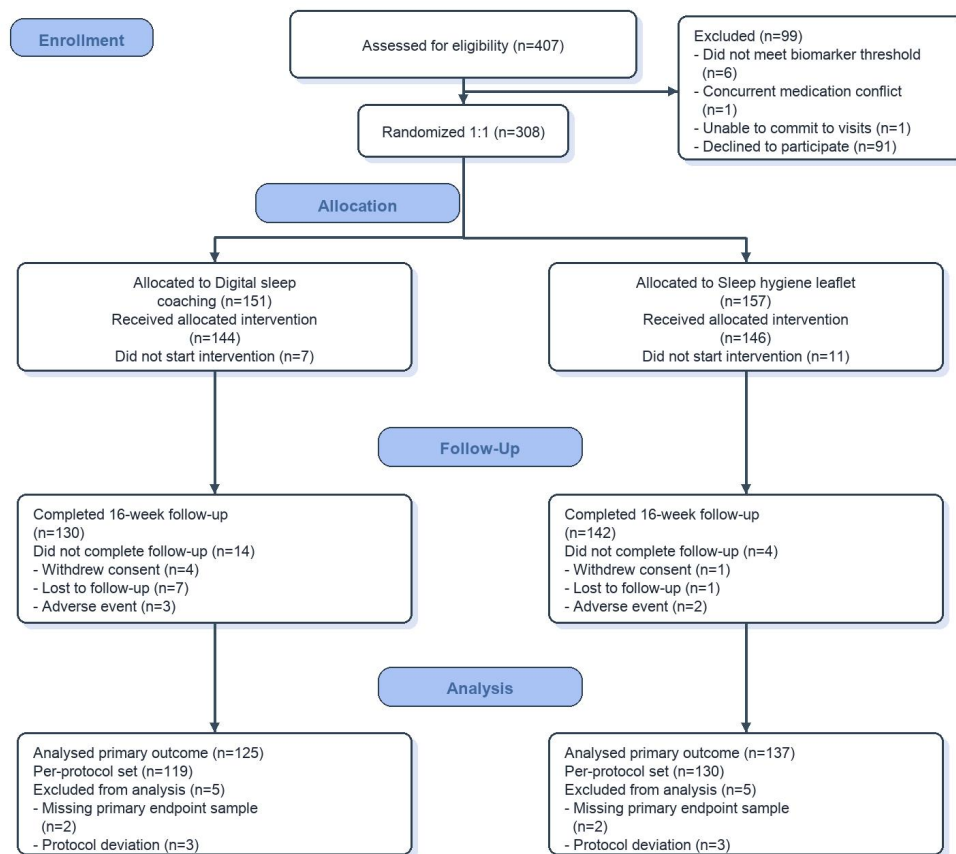 Enrollment
Assessed for eligibility (n=407)
Excluded (n=99)
- Did not meet biomarker threshold
(n=6)
- Concurrent medication conflict
(n=1)
- Unable to commit to visits (n=1)
- Declined to participate (n=91)
Randomized 1:1 (n=308)
Allocation
Allocated to Digital sleep
coaching (n=151)
Received allocated intervention
(n=144)
Did not start intervention (n=7)
Allocated to Sleep hygiene leaflet
(n=157)
Received allocated intervention
(n=146)
Did not start intervention (n=11)
Follow-Up
Completed 16-week follow-up
(n=130)
Did not complete follow-up (n=14)
- Withdrew consent (n=4)
- Lost to follow-up (n=7)
- Adverse event (n=3)
Completed 16-week follow-up
(n=142)
Did not complete follow-up (n=4)
- Withdrew consent (n=1)
- Lost to follow-up (n=1)
- Adverse event (n=2)
Analysis
Analysed primary outcome (n=125)
Per-protocol set (n=119)
Excluded from analysis (n=5)
- Missing primary endpoint sample
(n=2)
- Protocol deviation (n=3)
Analysed primary outcome (n=137)
Per-protocol set (n=130)
Excluded from analysis (n=5)
- Missing primary endpoint sample
(n=2)
- Protocol deviation (n=3)